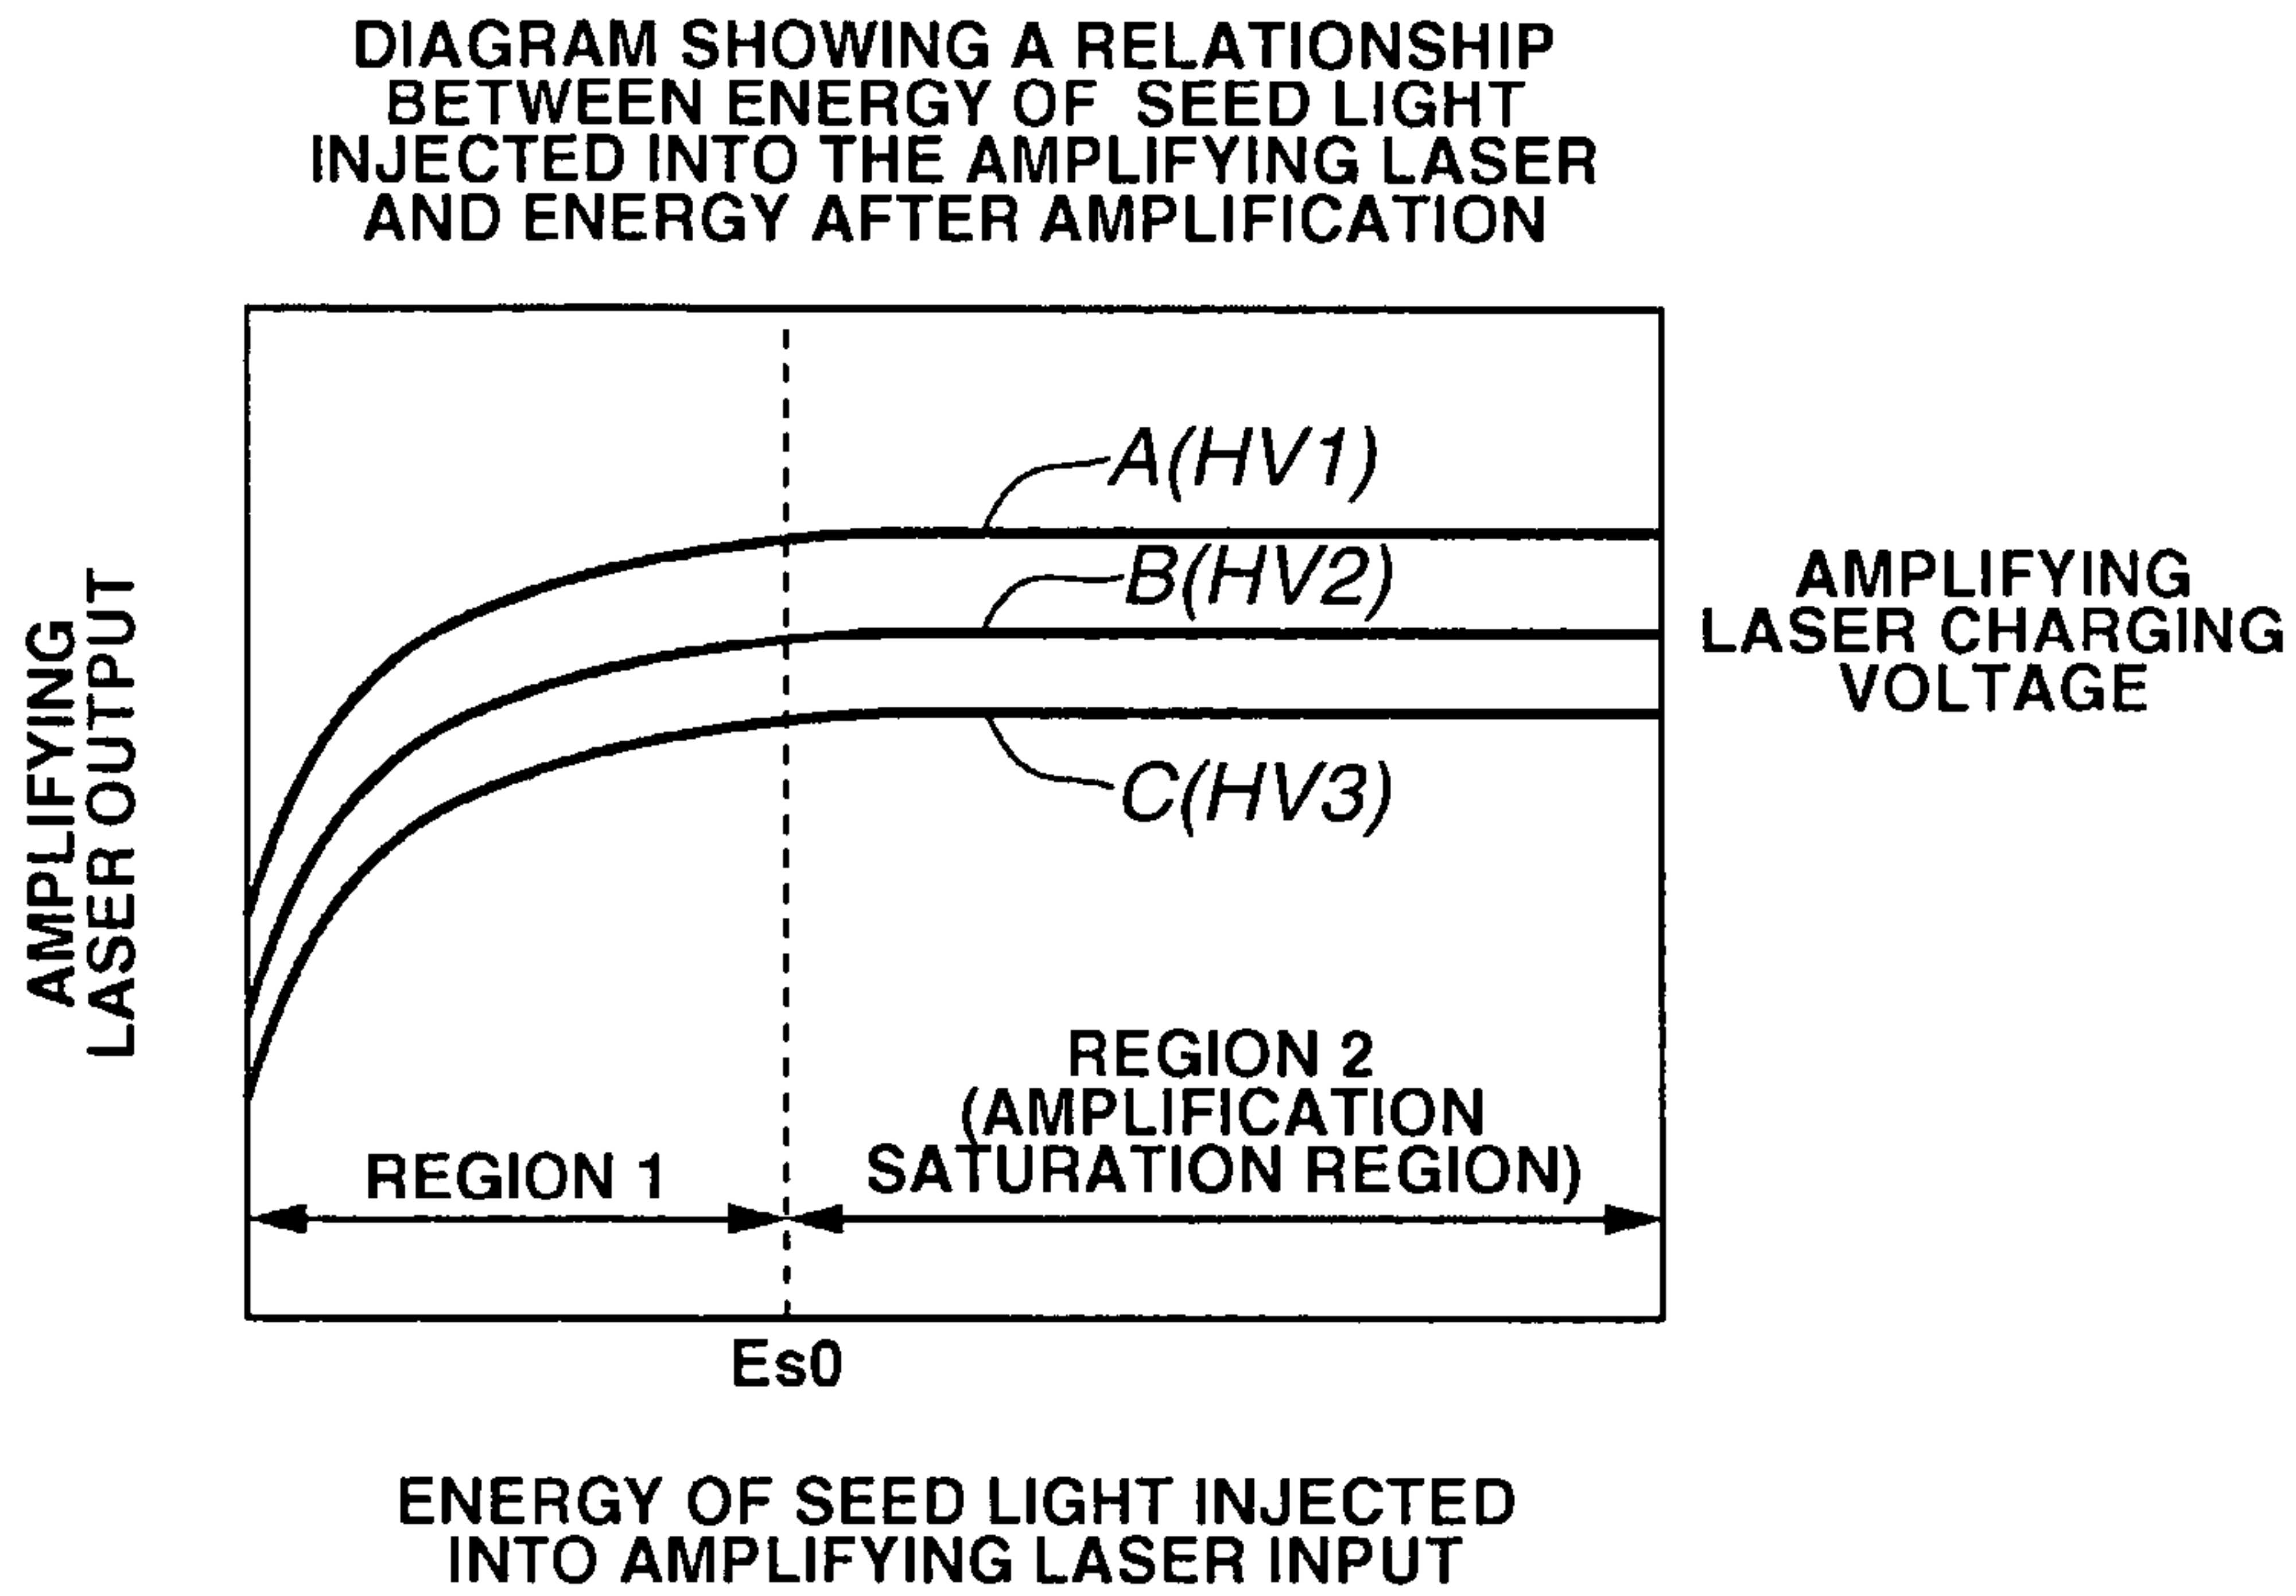 DIAGRAM SHOWING A RELATIONSHIP
BETWEEN ENERGY OF SEED LIGHT
INJECTED INTO THE AMPLIFYING LASER
AND ENERGY AFTER AMPLIFICATION
A(HV1)
B(HV2)
C(HV3)
AMPLIFYING
LASER CHARGING
VOLTAGE
AMPLIFYING
LASER OUTPUT
REGION 1
REGION 2
(AMPLIFICATION
SATURATION REGION)
Es0
ENERGY OF SEED LIGHT INJECTED
INTO AMPLIFYING LASER INPUT